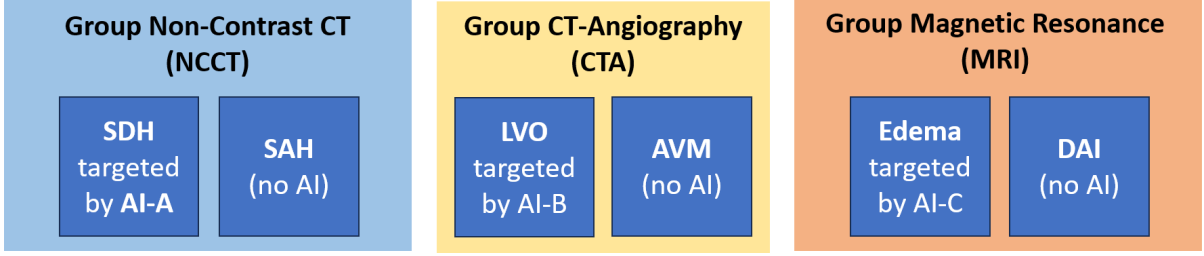 Group Non-Contrast CT
(NCCT)
SDH
targeted
by AI-A
SAH
(no AI)
Group CT-Angiography
(CTA)
LVO
targeted
by AI-B
AVM
(no AI)
Group Magnetic Resonance
(MRI)
Edema
targeted
by AI-C
DAI
(no AI)